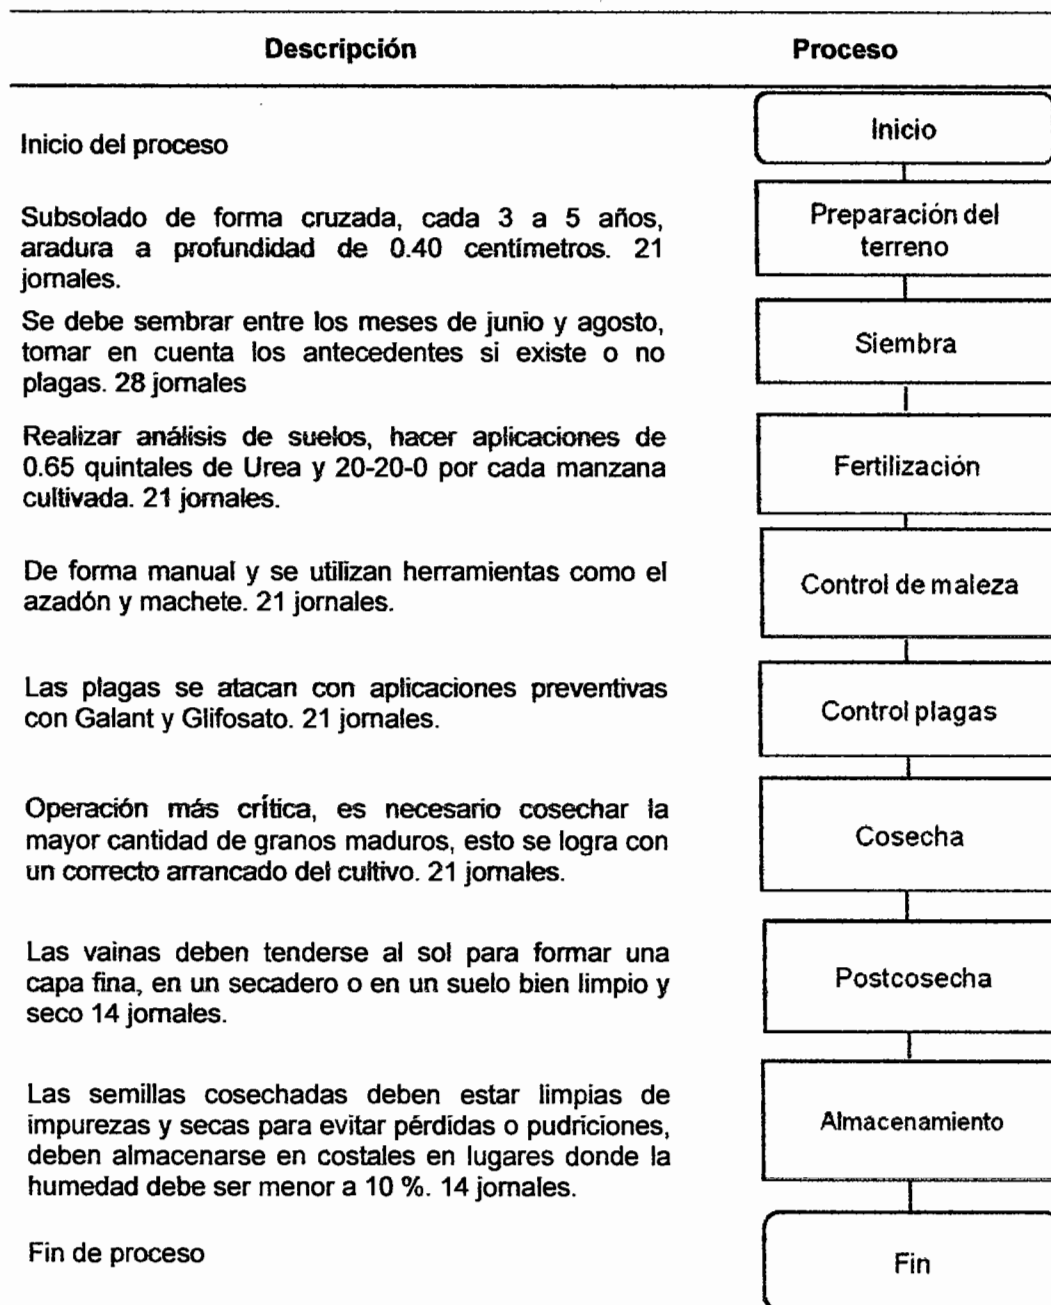 Descripción Proceso
Inicio del proceso
Inicio
Subsolado de forma cruzada, cada 3 a 5 años,
aradura a profundidad de 0.40 centímetros. 21
jornales.
Preparación del
terreno
Se debe sembrar entre los meses de junio y agosto,
tomar en cuenta los antecedentes si existe o no
plagas. 28 jornales
Siembra
Realizar análisis de suelos, hacer aplicaciones de
0.65 quintales de Urea y 20-20-0 por cada manzana
cultivada. 21 jornales.
Fertilización
De forma manual y se utilizan herramientas como el
azadón y machete. 21 jornales.
Control de maleza
Las plagas se atacan con aplicaciones preventivas
con Galant y Glifosato. 21 jornales.
Control plagas
Operación más crítica, es necesario cosechar la
mayor cantidad de granos maduros, esto se logra con
un correcto arrancado del cultivo. 21 jornales.
Cosecha
Las vainas deben tenderse al sol para formar una
capa fina, en un secadero o en un suelo bien limpio y
seco 14 jornales.
Postcosecha
Las semillas cosechadas deben estar limpias de
impurezas y secas para evitar pérdidas o pudriciones,
deben almacenarse en costales en lugares donde la
humedad debe ser menor a 10 %. 14 jornales.
Almacenamiento
Fin de proceso
Fin